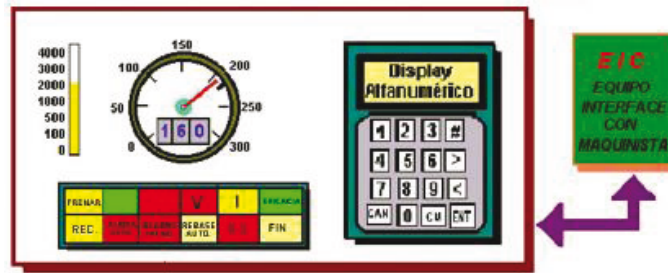 4000
3000
2000
1000
500
100
0
0
50
100
150
200
250
300
160
Display
Alfanumérico
1 2 3 #
4 5 6 >
7 8 9 <
CAN 0 CM ENT
FRENAR V I EFICACIA
REC REBASE AUTO. FIN
EIC
EQUIPO
INTERFACE
CON
MAQUINISTA